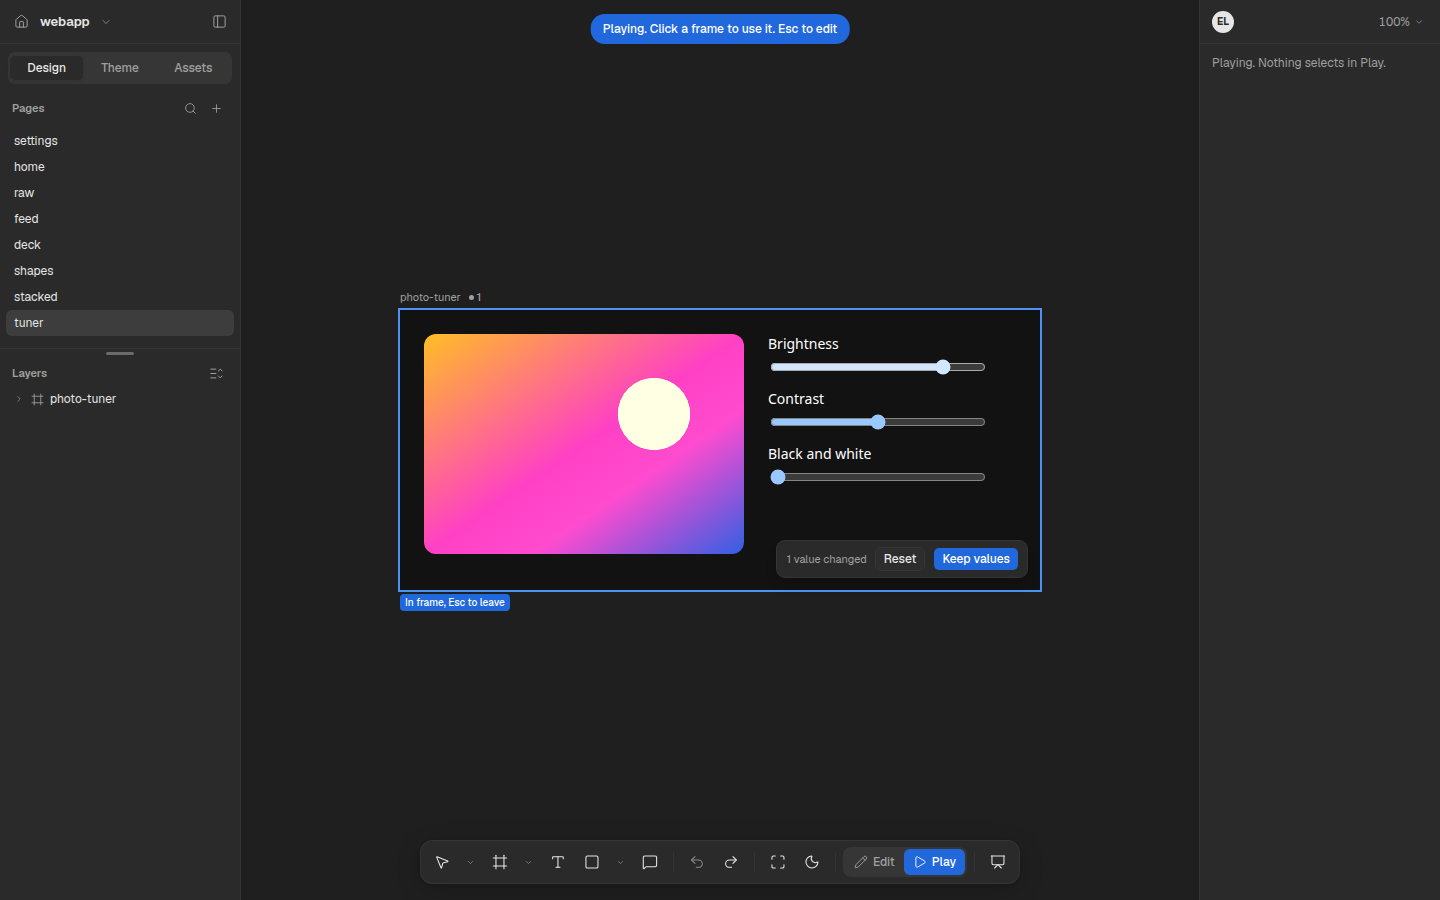 webapp
Playing. Click a frame to use it. Esc to edit
EL
100%
Design
Theme
Assets
Playing. Nothing selects in Play.
Pages
settings
home
raw
feed
deck
shapes
stacked
tuner
Layers
photo-tuner
photo-tuner
1
Brightness
Contrast
Black and white
1 value changed
Reset
Keep values
In frame, Esc to leave
Edit
Play